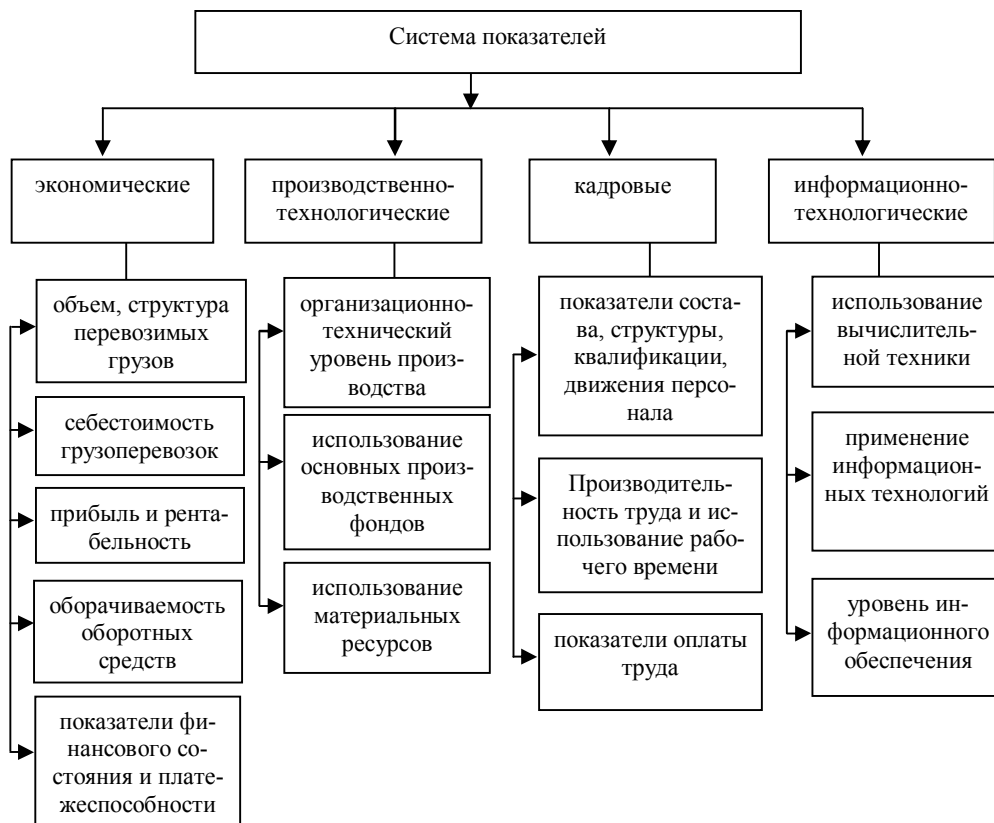 Система показателей
экономические
производственно-
технологические
кадровые
информационно-
технологические
объем, структура
перевозимых
грузов
себестоимость
грузоперевозок
прибыль и рента-
бельность
оборачиваемость
оборотных
средств
показатели фи-
нансового со-
стояния и плате-
жеспособности
организационно-
технический
уровень произ-
водства
использование
основных произ-
водственных
фондов
использование
материальных
ресурсов
показатели соста-
ва, структуры,
квалификации,
движения персо-
нала
Производитель-
ность труда и ис-
пользование рабо-
чего времени
показатели оплаты
труда
использование
вычислитель-
ной техники
применение
информацион-
ных технологий
уровень ин-
формационного
обеспечения